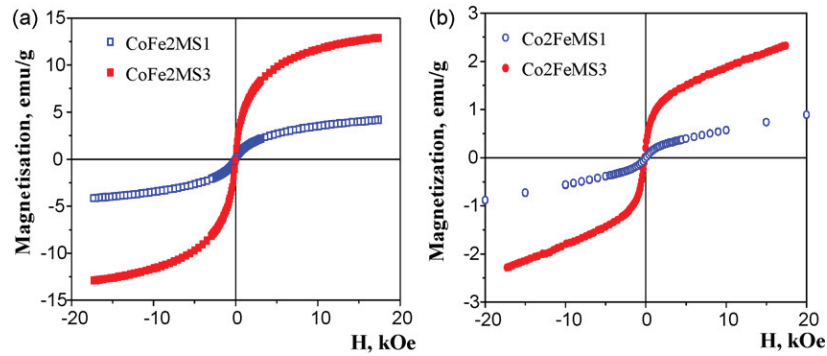 (a)
15
10
5
0
-5
-10
-15
-20
-10
0
10
20
Magnetisation, emu/g
H, kOe
CoFe2MS1
CoFe2MS3
(b)
3
2
1
0
-1
-2
-3
-20
-10
0
10
20
Magnetization, emu/g
H, kOe
Co2FeMS1
Co2FeMS3